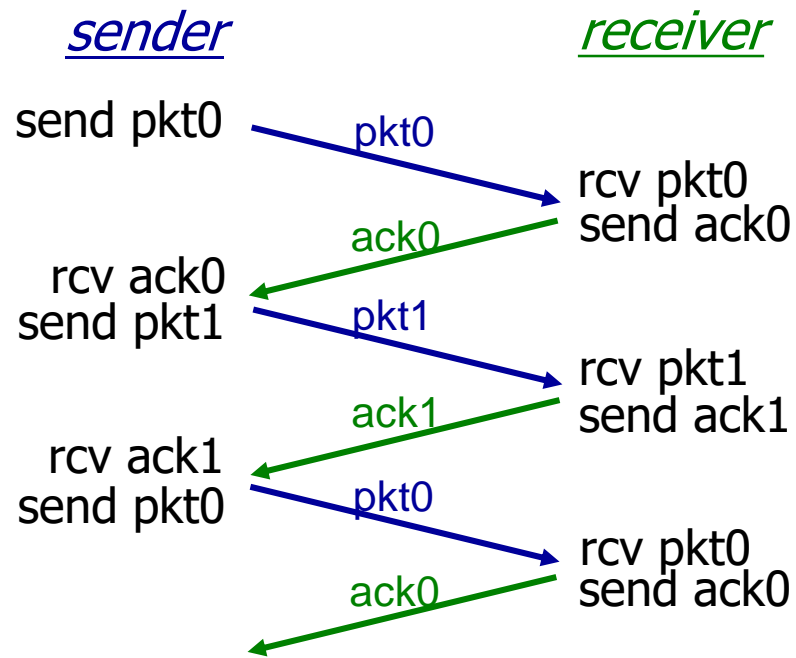 sender
receiver
send pkt0
pkt0
rcv pkt0
send ack0
ack0
rcv ack0
send pkt1
pkt1
rcv pkt1
send ack1
ack1
rcv ack1
send pkt0
pkt0
rcv pkt0
send ack0
ack0